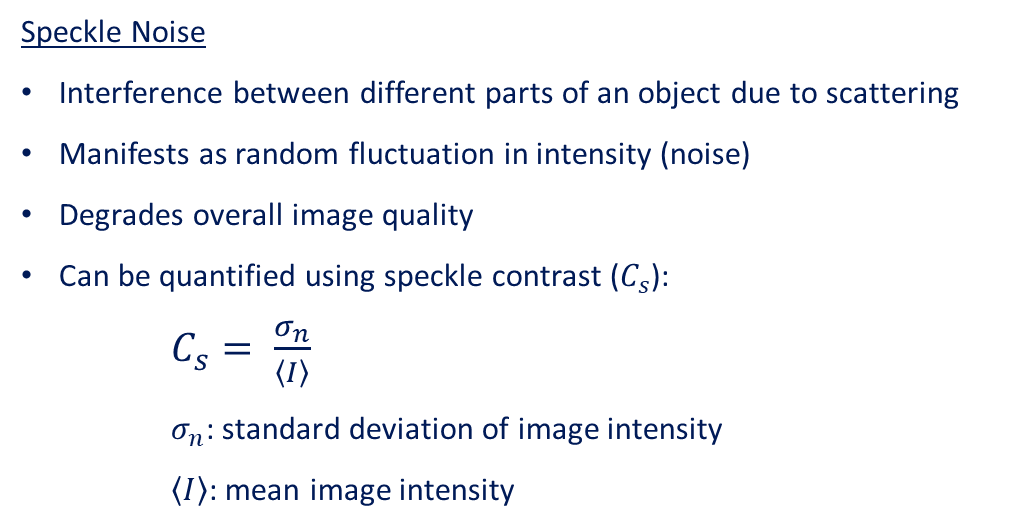 Speckle Noise
• Interference between different parts of an object due to scattering
• Manifests as random fluctuation in intensity (noise)
• Degrades overall image quality
• Can be quantified using speckle contrast (𝐶ₛ):
𝐶ₛ = 𝜎ₙ / ⟨𝐼⟩
𝜎ₙ: standard deviation of image intensity
⟨𝐼⟩: mean image intensity